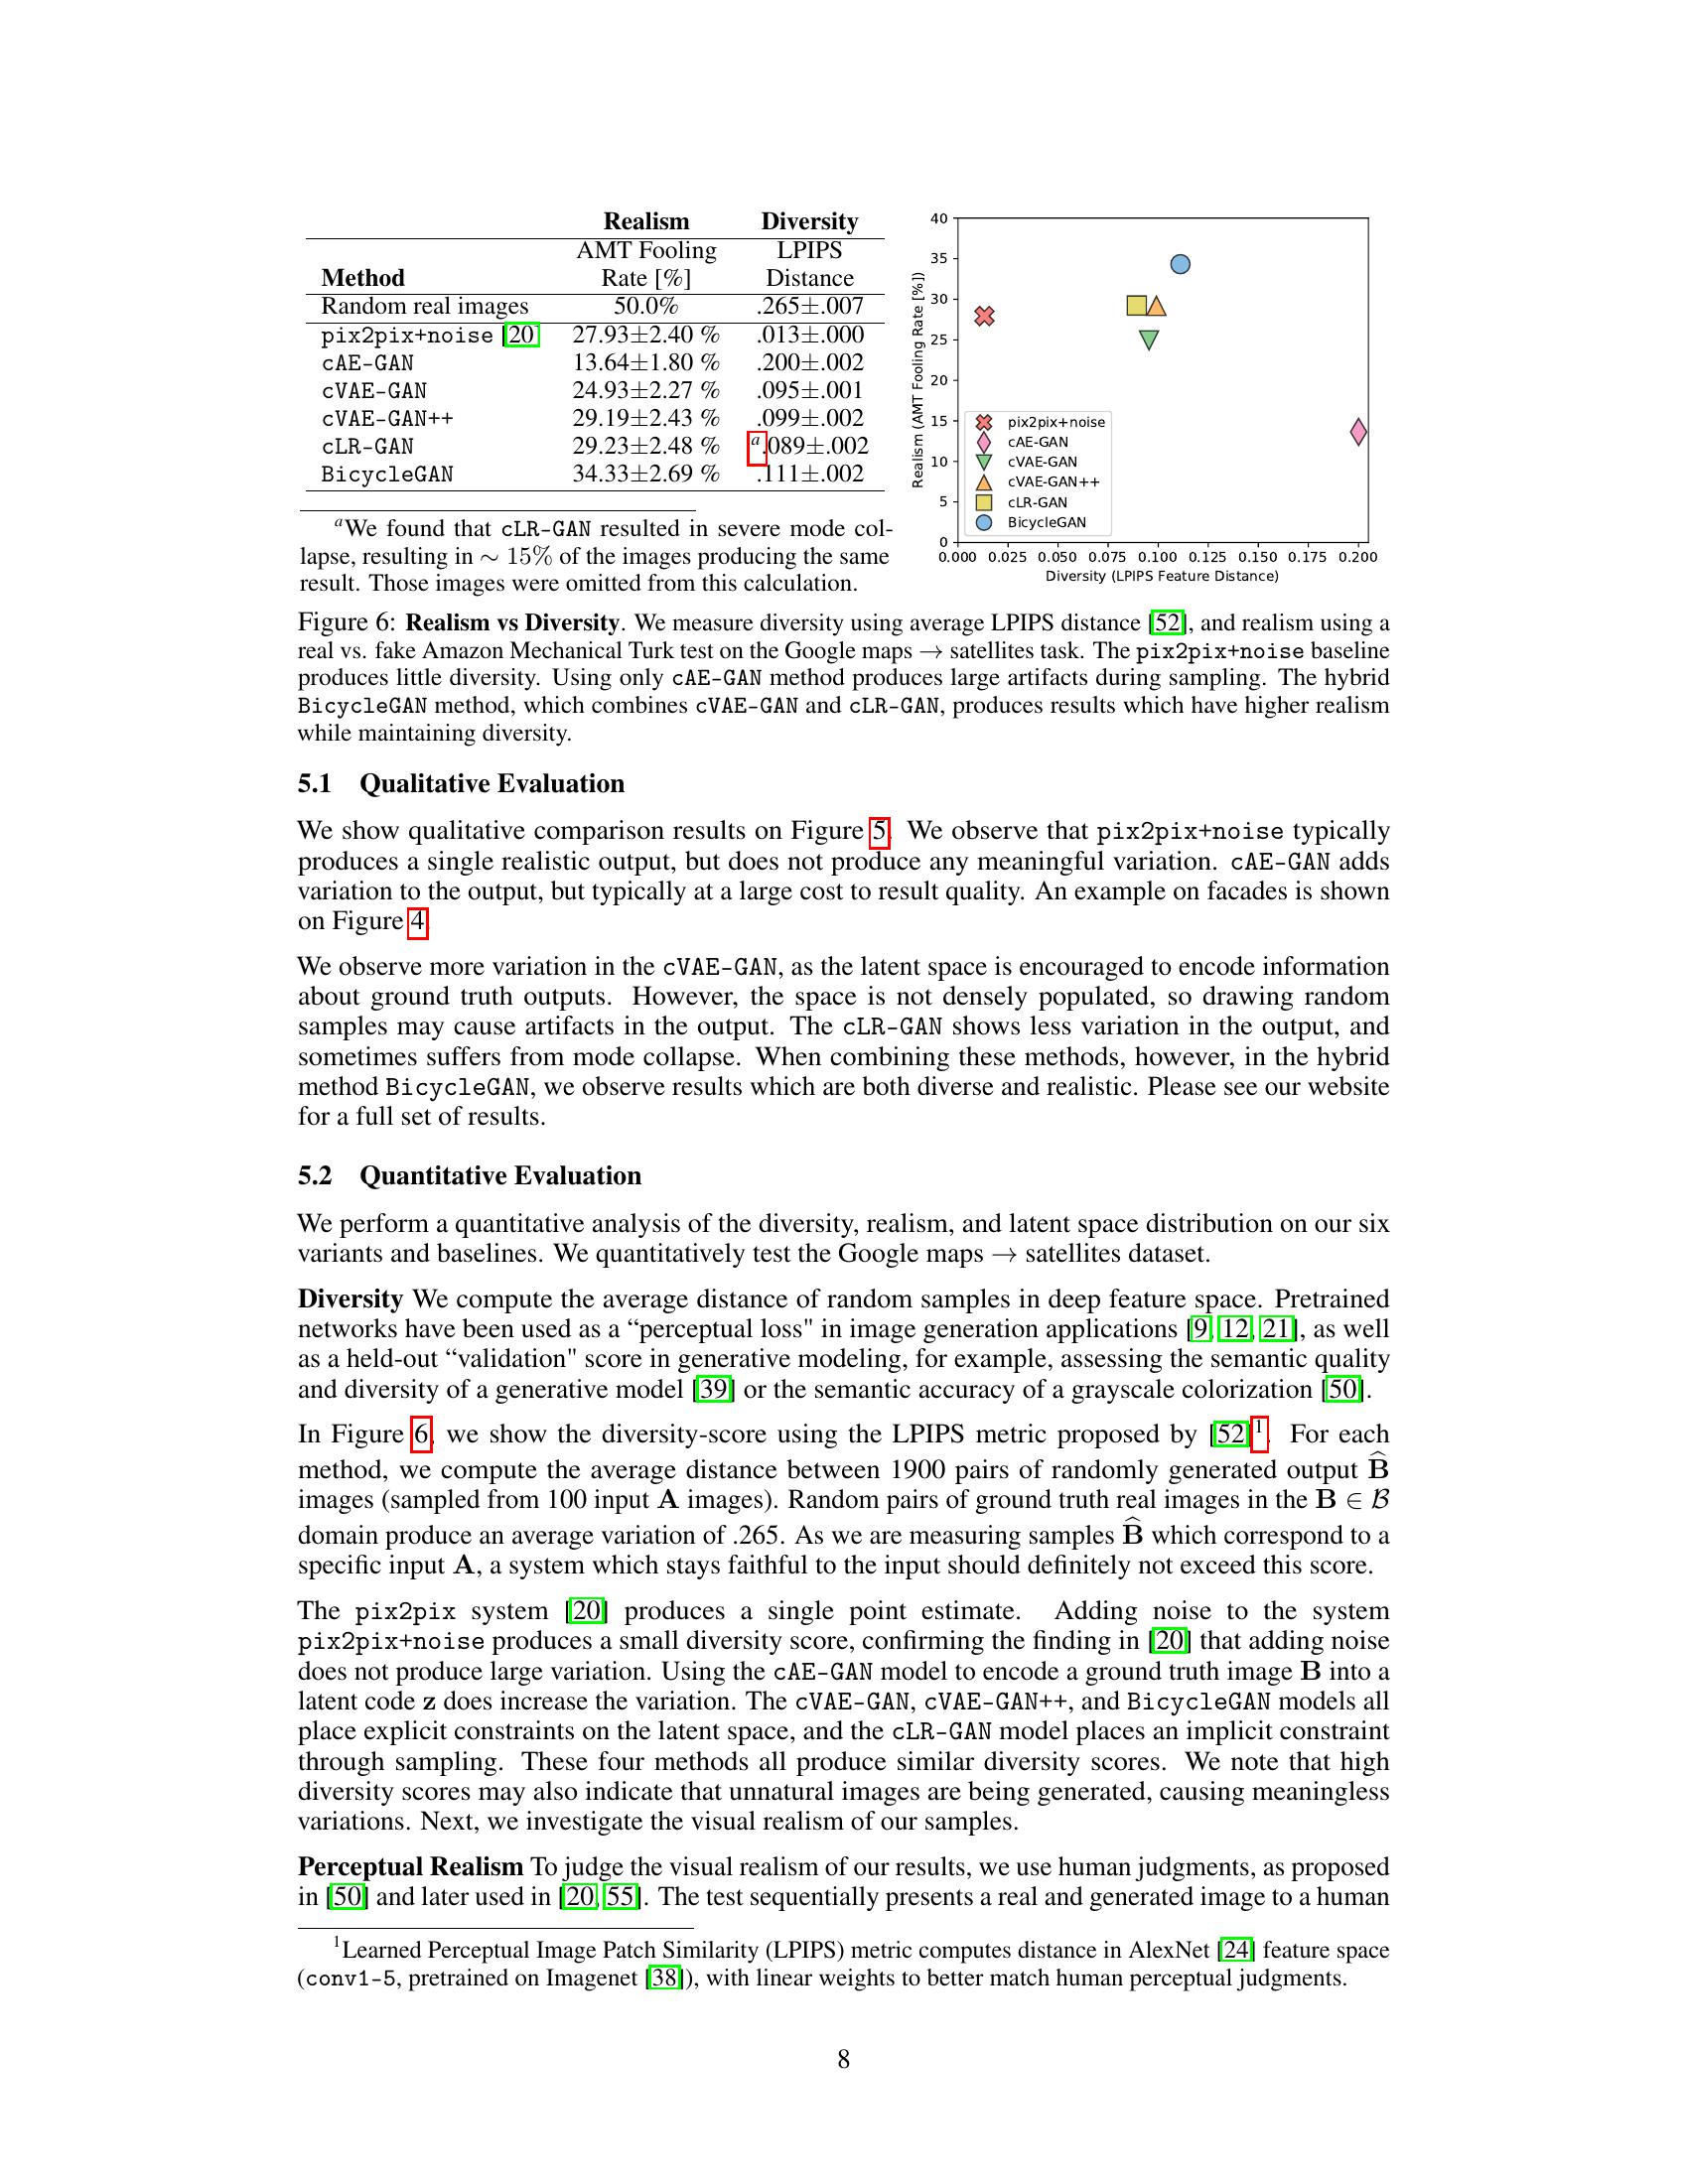 Realism Diversity
AMT Fooling LPIPS
Method Rate [%] Distance
Random real images 50.0% .265±.007
pix2pix+noise [20] 27.93±2.40 % .013±.000
cAE-GAN 13.64±1.80 % .200±.002
cVAE-GAN 24.93±2.27 % .095±.001
cVAE-GAN++ 29.19±2.43 % .099±.002
cLR-GAN 29.23±2.48 % a.089±.002
BicycleGAN 34.33±2.69 % .111±.002
aWe found that cLR-GAN resulted in severe mode col-
lapse, resulting in ∼ 15% of the images producing the same
result. Those images were omitted from this calculation.
40
35
30
25
20
15
10
5
0
Realism (AMT Fooling Rate [%])
pix2pix+noise
cAE-GAN
cVAE-GAN
cVAE-GAN++
cLR-GAN
BicycleGAN
0.000 0.025 0.050 0.075 0.100 0.125 0.150 0.175 0.200
Diversity (LPIPS Feature Distance)
Figure 6: Realism vs Diversity. We measure diversity using average LPIPS distance [52], and realism using a
real vs. fake Amazon Mechanical Turk test on the Google maps → satellites task. The pix2pix+noise baseline
produces little diversity. Using only cAE-GAN method produces large artifacts during sampling. The hybrid
BicycleGAN method, which combines cVAE-GAN and cLR-GAN, produces results which have higher realism
while maintaining diversity.
5.1 Qualitative Evaluation
We show qualitative comparison results on Figure 5. We observe that pix2pix+noise typically
produces a single realistic output, but does not produce any meaningful variation. cAE-GAN adds
variation to the output, but typically at a large cost to result quality. An example on facades is shown
on Figure 4.
We observe more variation in the cVAE-GAN, as the latent space is encouraged to encode information
about ground truth outputs. However, the space is not densely populated, so drawing random
samples may cause artifacts in the output. The cLR-GAN shows less variation in the output, and
sometimes suffers from mode collapse. When combining these methods, however, in the hybrid
method BicycleGAN, we observe results which are both diverse and realistic. Please see our website
for a full set of results.
5.2 Quantitative Evaluation
We perform a quantitative analysis of the diversity, realism, and latent space distribution on our six
variants and baselines. We quantitatively test the Google maps → satellites dataset.
Diversity We compute the average distance of random samples in deep feature space. Pretrained
networks have been used as a “perceptual loss" in image generation applications [9, 12, 21], as well
as a held-out “validation" score in generative modeling, for example, assessing the semantic quality
and diversity of a generative model [39] or the semantic accuracy of a grayscale colorization [50].
In Figure 6, we show the diversity-score using the LPIPS metric proposed by [52]1. For each
method, we compute the average distance between 1900 pairs of randomly generated output B̂
images (sampled from 100 input A images). Random pairs of ground truth real images in the B ∈ ℬ
domain produce an average variation of .265. As we are measuring samples B̂ which correspond to a
specific input A, a system which stays faithful to the input should definitely not exceed this score.
The pix2pix system [20] produces a single point estimate. Adding noise to the system
pix2pix+noise produces a small diversity score, confirming the finding in [20] that adding noise
does not produce large variation. Using the cAE-GAN model to encode a ground truth image B into a
latent code z does increase the variation. The cVAE-GAN, cVAE-GAN++, and BicycleGAN models all
place explicit constraints on the latent space, and the cLR-GAN model places an implicit constraint
through sampling. These four methods all produce similar diversity scores. We note that high
diversity scores may also indicate that unnatural images are being generated, causing meaningless
variations. Next, we investigate the visual realism of our samples.
Perceptual Realism To judge the visual realism of our results, we use human judgments, as proposed
in [50] and later used in [20, 55]. The test sequentially presents a real and generated image to a human
1Learned Perceptual Image Patch Similarity (LPIPS) metric computes distance in AlexNet [24] feature space
(conv1-5, pretrained on Imagenet [38]), with linear weights to better match human perceptual judgments.
8